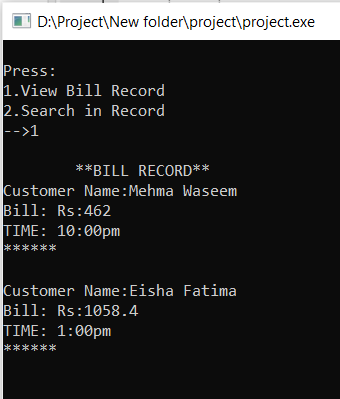 D:\Project\New folder\project\project.exe
Press:
1.View Bill Record
2.Search in Record
-->1
**BILL RECORD**
Customer Name:Mehma Waseem
Bill: Rs:462
TIME: 10:00pm
******
Customer Name:Eisha Fatima
Bill: Rs:1058.4
TIME: 1:00pm
******